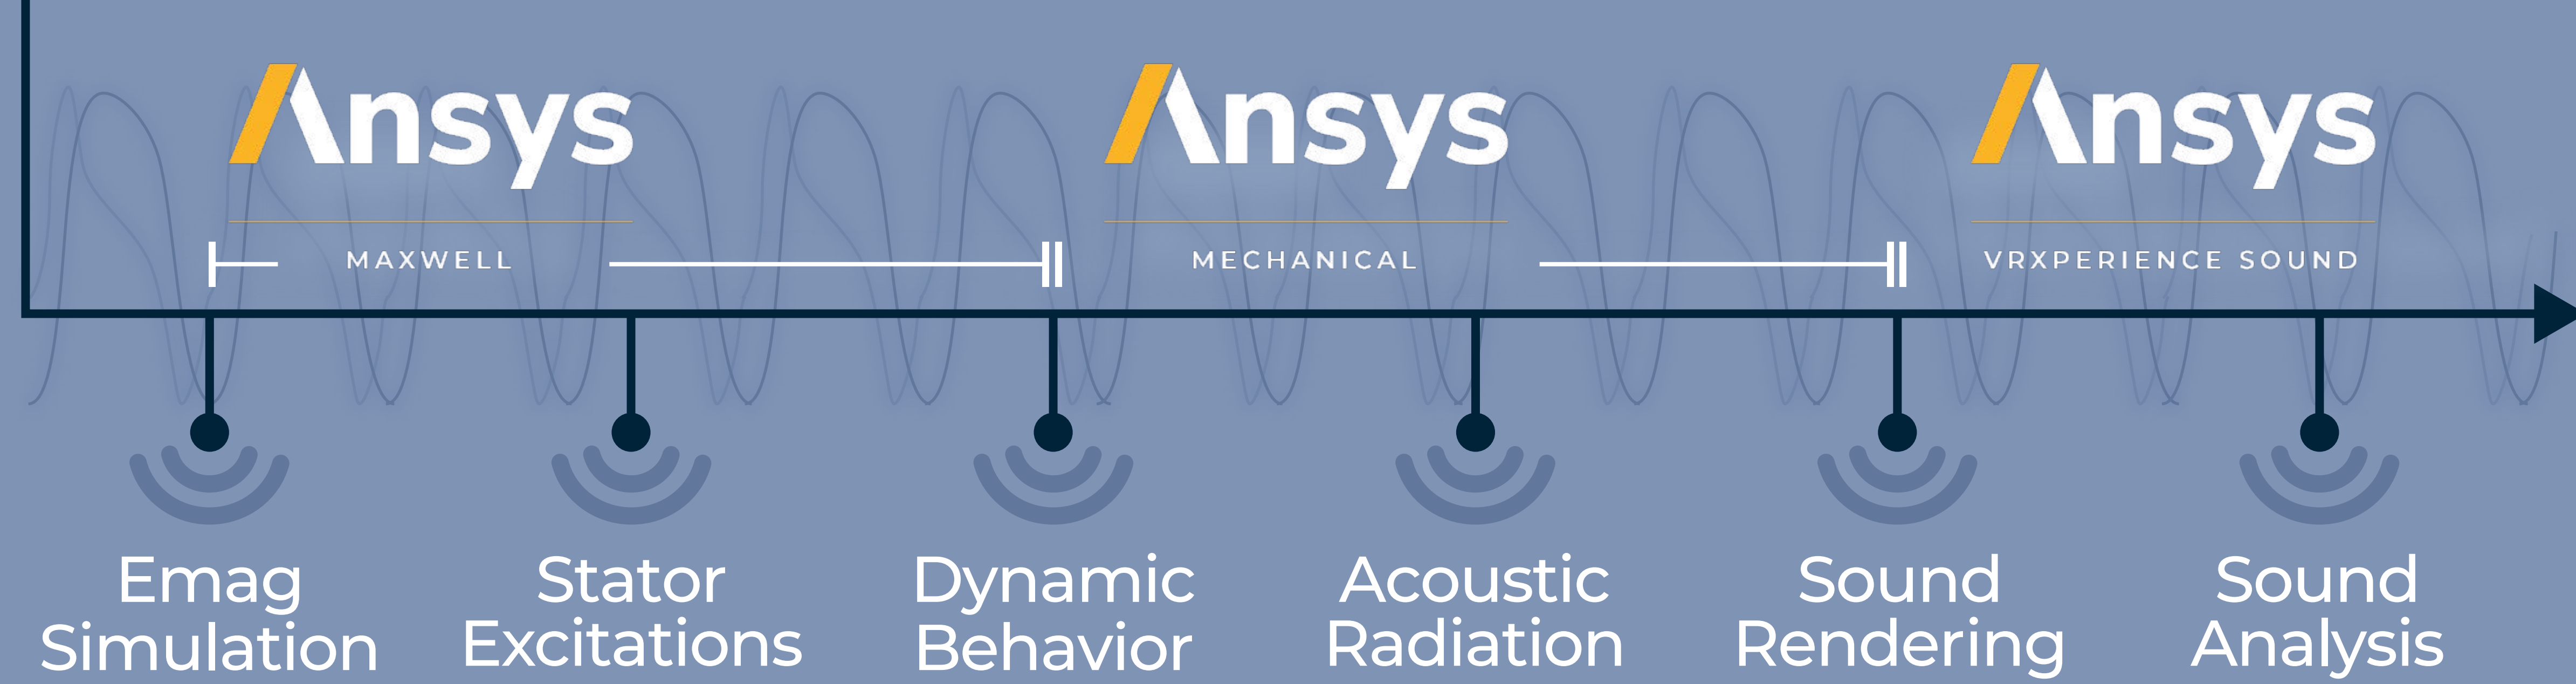 Ansys
MAXWELL
Ansys
MECHANICAL
Ansys
VRXPERIENCE SOUND
Emag
Simulation
Stator
Excitations
Dynamic
Behavior
Acoustic
Radiation
Sound
Rendering
Sound
Analysis